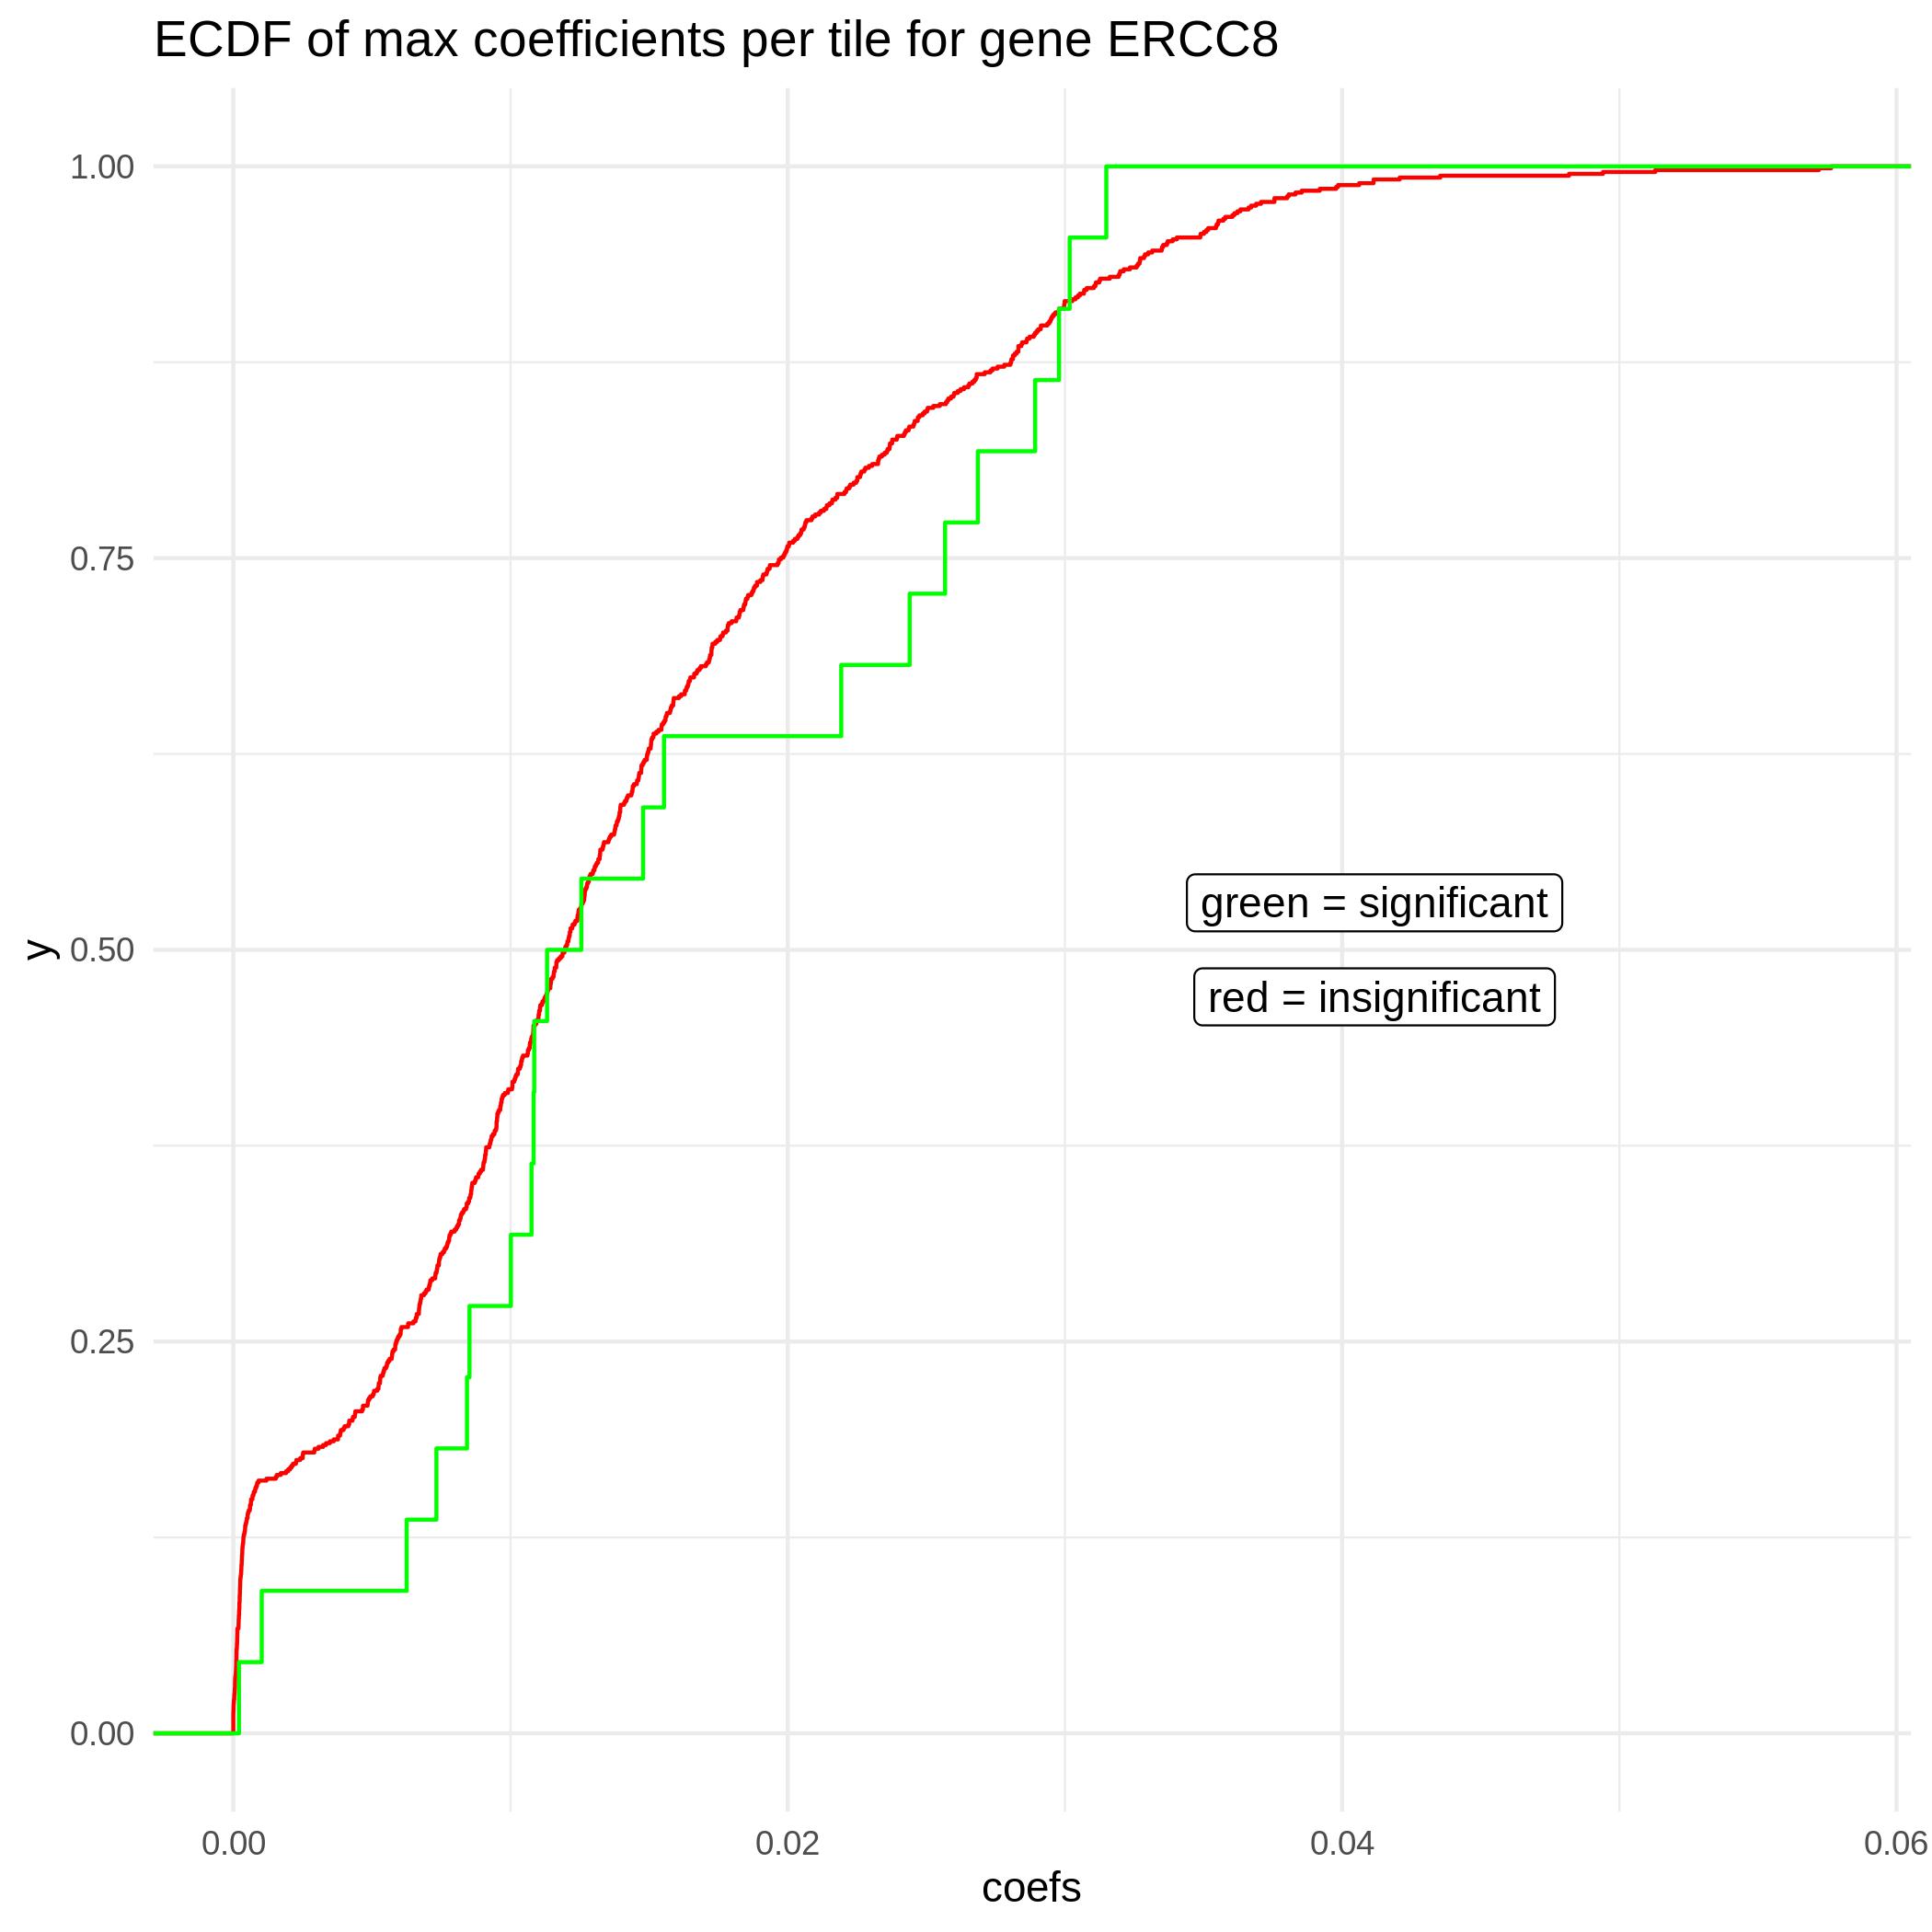 ECDF of max coefficients per tile for gene ERCC8
1.00
0.75
0.50
0.25
0.00
y
green = significant
red = insignificant
0.00 0.02 0.04 0.06
coefs